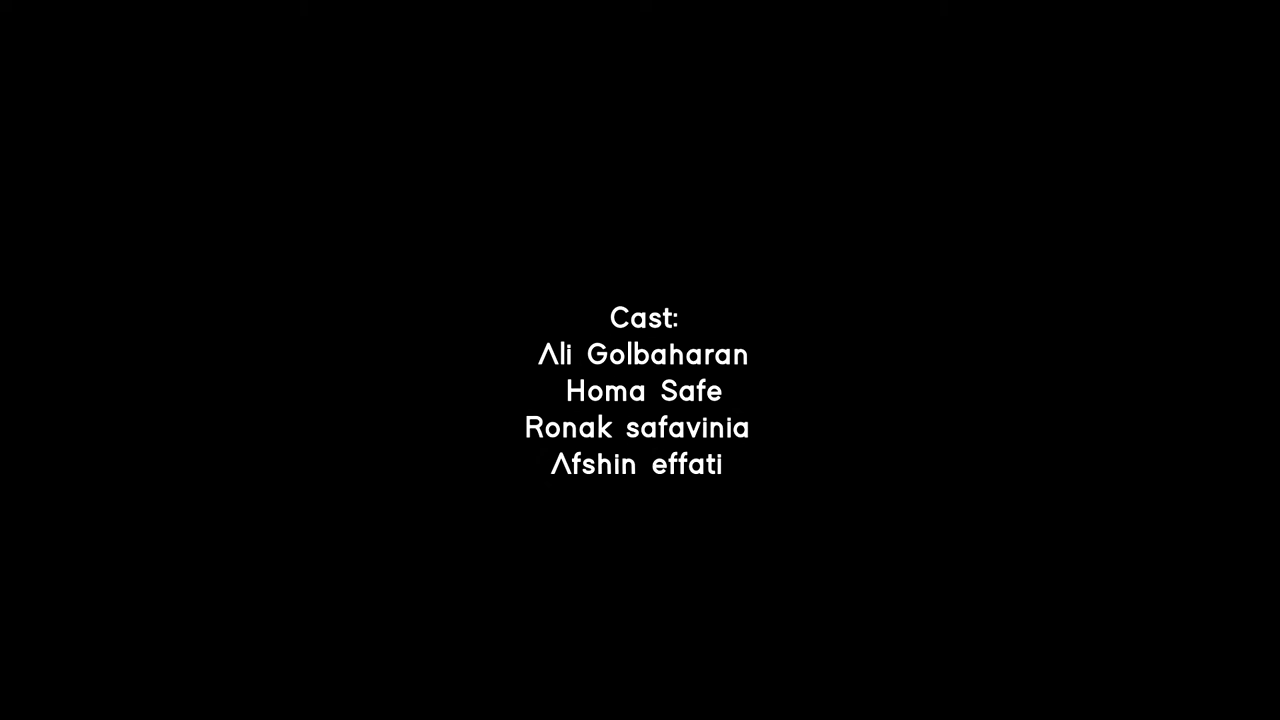 Cast:
Ali Golbaharan
Homa Safe
Ronak safavinia
Afshin effati